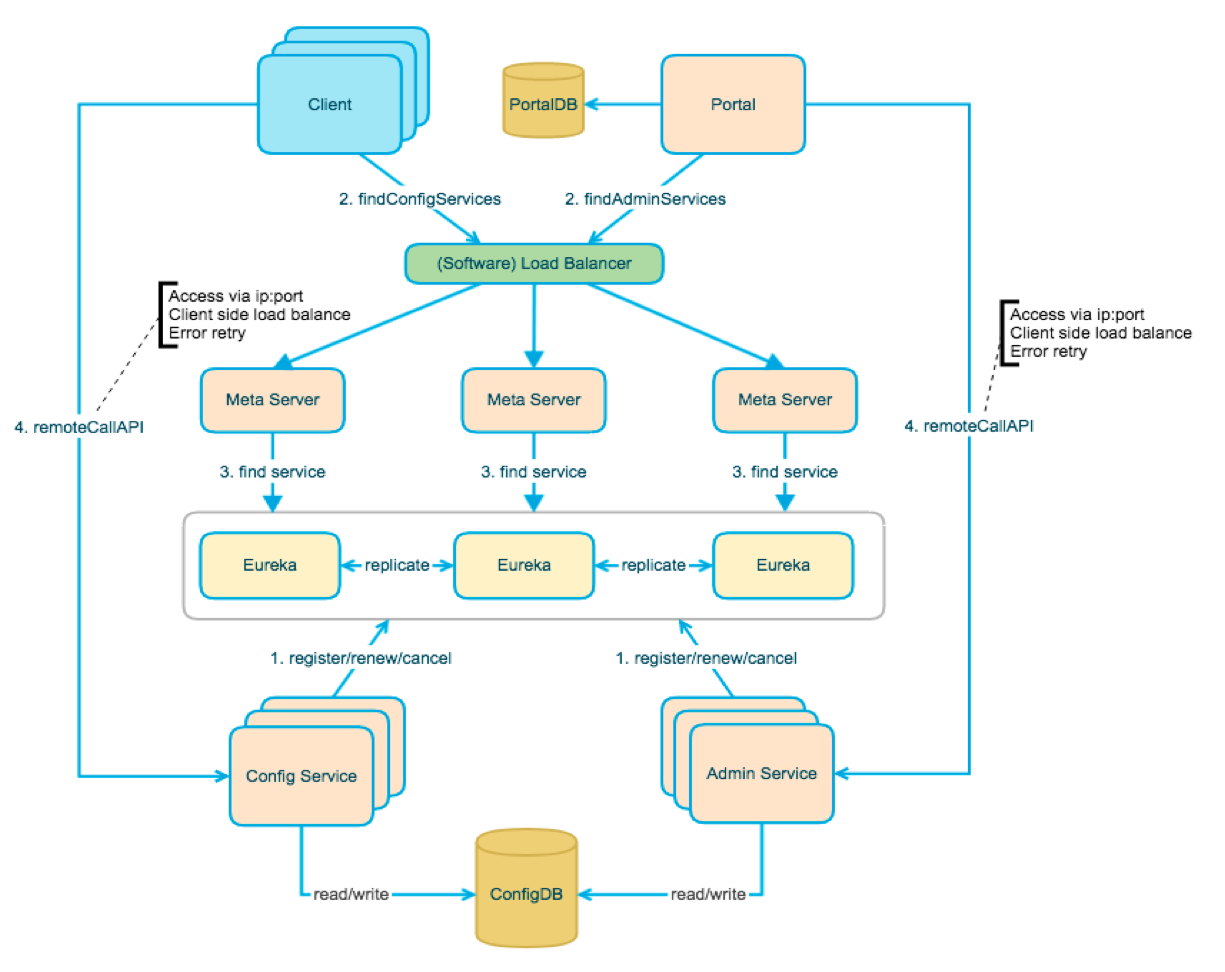 Client
PortalDB
Portal
2. findConfigServices
2. findAdminServices
(Software) Load Balancer
Access via ip:port
Client side load balance
Error retry
Access via ip:port
Client side load balance
Error retry
Meta Server
Meta Server
Meta Server
4. remoteCallAPI
4. remoteCallAPI
3. find service
3. find service
3. find service
Eureka
replicate
Eureka
replicate
Eureka
1. register/renew/cancel
1. register/renew/cancel
Config Service
Admin Service
read/write
ConfigDB
read/write